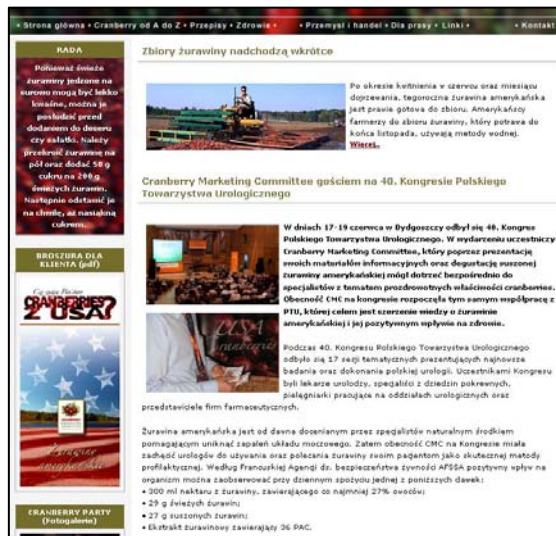 • Strona główna • Cranberry od A do Z • Przepisy • Zdrowie • • Przemysł i handel • Dla prasy • Linki • • Kontakt
RADA
Ponieważ świeże
żurawiny jedzone na
surowo mogą być lekko
kwaśne, można je
posłodzić przed
dodaniem do deseru
czy sałatki. Należy
przekroić żurawinę na
pół oraz dodać 50 g
cukru na 200 g
świeżych żurawin.
Następnie odstawić je
na chwilę, aż nasiąkną
cukrem.
BROSZURA DLA
KLIENTA (pdf)
CRANBERRIES
Z USA?
Żurawiny
amerykańskie
CRANBERRY PARTY
(Fotogalerie)
Zbiory żurawiny nadchodzą wkrótce
Po okresie kwitnienia w czerwcu oraz miesiącu
dojrzewania, tegoroczna żurawina amerykańska
jest prawie gotowa do zbioru. Amerykańscy
farmerzy do zbioru żurawiny, który potrawa do
końca listopada, używają metody wodnej.
Więcej..
Cranberry Marketing Committee gościem na 40. Kongresie Polskiego
Towarzystwa Urologicznego
W dniach 17-19 czerwca w Bydgoszczy odbył się 40. Kongres
Polskiego Towarzystwa Urologicznego. W wydarzeniu uczestniczył
Cranberry Marketing Committee, który poprzez prezentację
swoich materiałów informacyjnych oraz degustację suszonej
żurawiny amerykańskiej mógł dotrzeć bezpośrednio do
specjalistów z tematem prozdrowotnych właściwości cranberries.
Obecność CMC na kongresie rozpoczęła tym samym współpracę z
PTU, której celem jest szerzenie wiedzy o żurawinie
amerykańskiej i jej pozytywnym wpływie na zdrowie.
USA
Cranberries
Podczas 40. Kongresu Polskiego Towarzystwa Urologicznego
odbyło się 17 sesji tematycznych prezentujących najnowsze
badania oraz dokonania polskiej urologii. Uczestnikami Kongresu
byli lekarze urolodzy, specjaliści z dziedzin pokrewnych,
pielęgniarki pracujące na oddziałach urologicznych oraz
przedstawiciele firm farmaceutycznych.
Żurawina amerykańska jest od dawna docenianym przez specjalistów naturalnym środkiem
pomagającym uniknąć zapaleń układu moczowego. Zatem obecność CMC na Kongresie miała
zachęcić urologów do używania oraz polecania żurawiny swoim pacjentom jako skutecznej metody
profilaktycznej. Według Francuskiej Agencji ds. bezpieczeństwa żywności AFSSA pozytywny wpływ na
organizm można zaobserwować przy dziennym spożyciu jednej z poniższych dawek:
• 300 ml nektaru z żurawiny, zawierającego co najmniej 27% owoców;
• 29 g świeżych żurawin;
• 27 g suszonych żurawin;
• Ekstrakt żurawinowy zawierający 36 PAC.